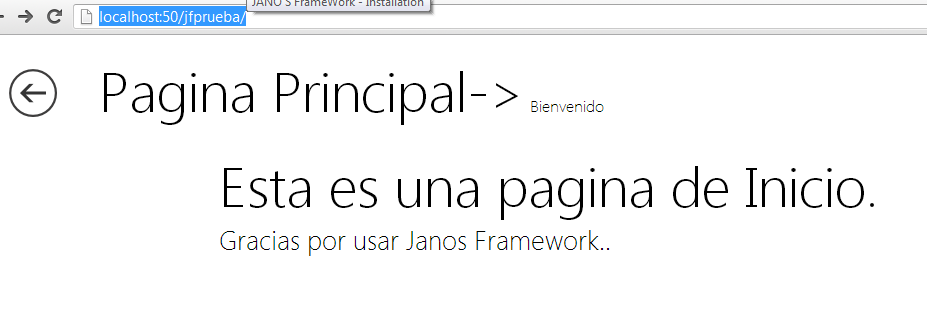 JANO'S FrameWork - Installation
localhost:50/jfprueba/
Pagina Principal-> Bienvenido
Esta es una pagina de Inicio.
Gracias por usar Janos Framework..